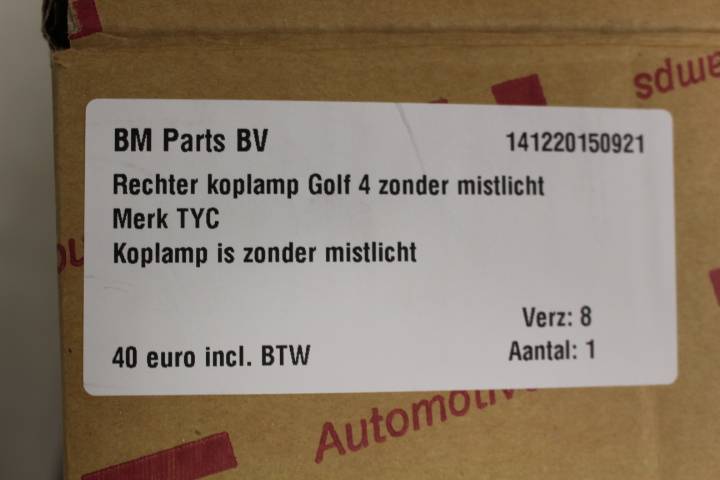 BM Parts BV 141220150921
Rechter koplamp Golf 4 zonder mistlicht
Merk TYC
Koplamp is zonder mistlicht
Verz: 8
40 euro incl. BTW Aantal: 1
Automotive